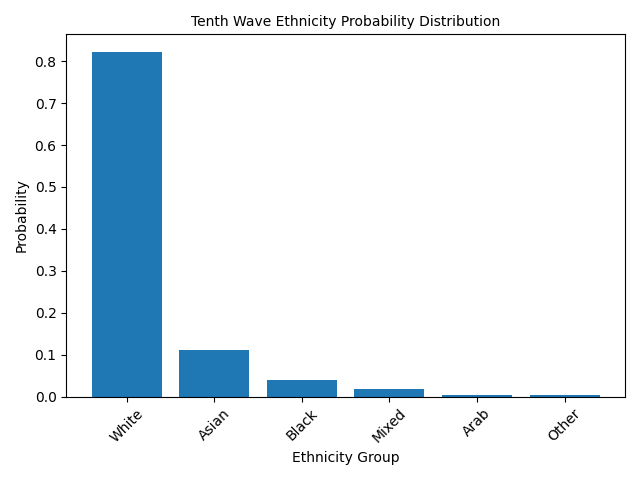 Tenth Wave Ethnicity Probability Distribution
0.8
0.7
0.6
0.5
0.4
0.3
0.2
0.1
0.0
Probability
White
Asian
Black
Mixed
Arab
Other
Ethnicity Group